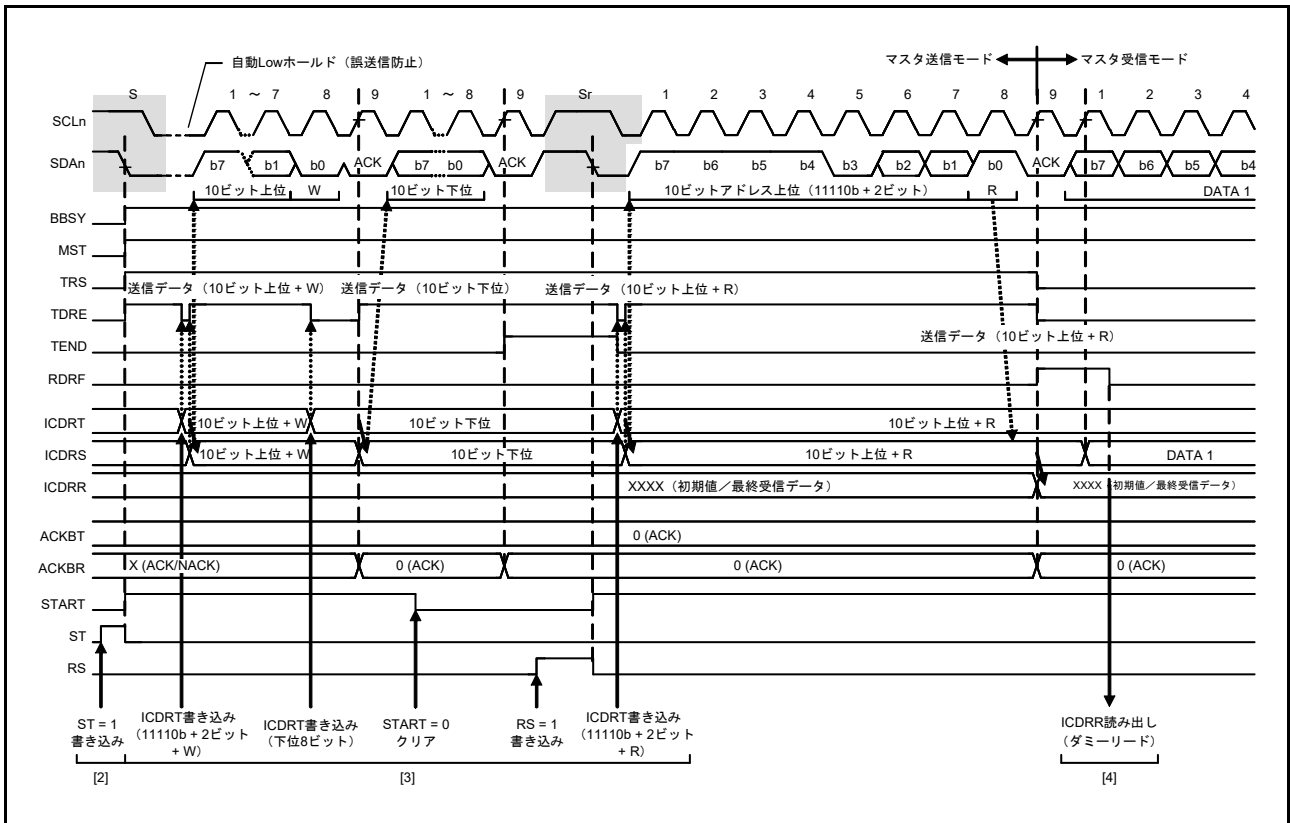 自動Lowホールド（誤送信防止）
マスタ送信モード マスタ受信モード
S 1 ～ 7 8 9 1 ～ 8 9 Sr 1 2 3 4 5 6 7 8 9 1 2 3 4
SCLn
SDAn b7 b1 b0 ACK b7 b0 ACK b7 b6 b5 b4 b3 b2 b1 b0 ACK b7 b6 b5 b4
10ビット上位 W 10ビット下位 10ビットアドレス上位（11110b + 2ビット） R DATA 1
BBSY
MST
TRS
送信データ（10ビット上位 + W） 送信データ（10ビット下位） 送信データ（10ビット上位 + R）
TDRE
送信データ（10ビット上位 + R）
TEND
RDRF
ICDRT 10ビット上位 + W 10ビット下位 10ビット上位 + R
ICDRS 10ビット上位 + W 10ビット下位 10ビット上位 + R DATA 1
ICDRR XXXX（初期値／最終受信データ） XXXX（初期値／最終受信データ）
ACKBT 0 (ACK)
ACKBR X (ACK/NACK) 0 (ACK) 0 (ACK) 0 (ACK)
START
ST
RS
ST = 1
書き込み
ICDRT書き込み
(11110b + 2ビット
+ W)
ICDRT書き込み
(下位8ビット)
START = 0
クリア
RS = 1
書き込み
ICDRT書き込み
(11110b + 2ビット
+ R)
ICDRR読み出し
(ダミーリード)
[2] [3] [4]